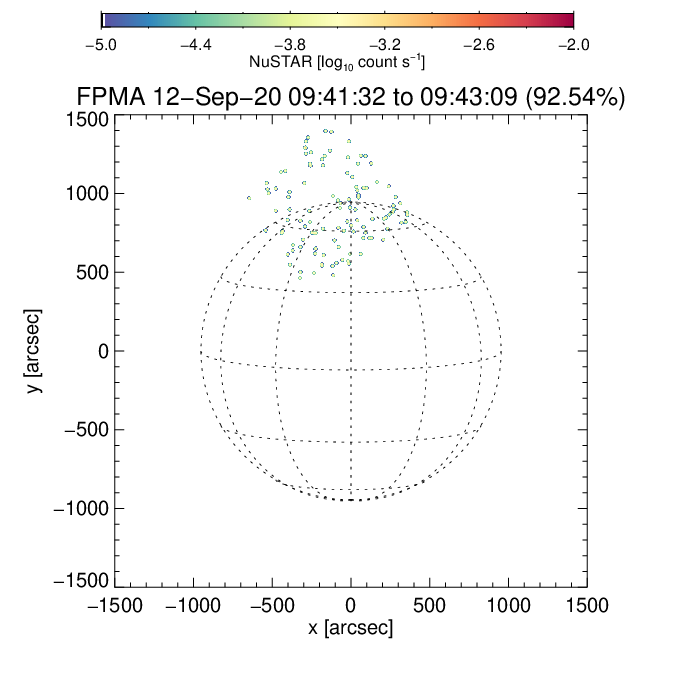 −5.0 −4.4 −3.8 −3.2 −2.6 −2.0
NuSTAR [log₁₀ count s⁻¹]
FPMA 12−Sep−20 09:41:32 to 09:43:09 (92.54%)
1500
1000
500
0
−500
−1000
−1500
y [arcsec]
−1500 −1000 −500 0 500 1000 1500
x [arcsec]